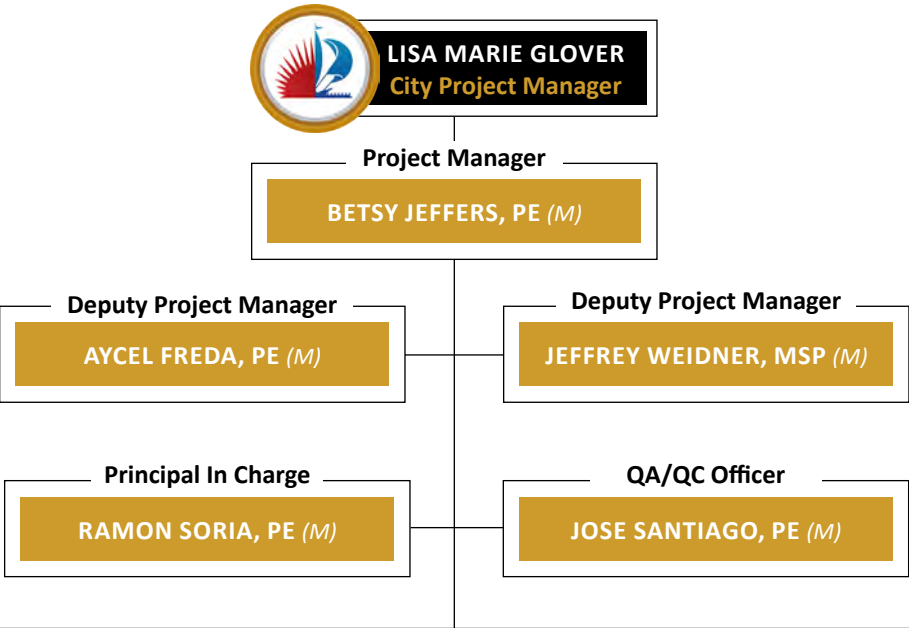 LISA MARIE GLOVER
City Project Manager
Project Manager
BETSY JEFFERS, PE (M)
Deputy Project Manager
AYCEL FREDA, PE (M)
Deputy Project Manager
JEFFREY WEIDNER, MSP (M)
Principal In Charge
RAMON SORIA, PE (M)
QA/QC Officer
JOSE SANTIAGO, PE (M)